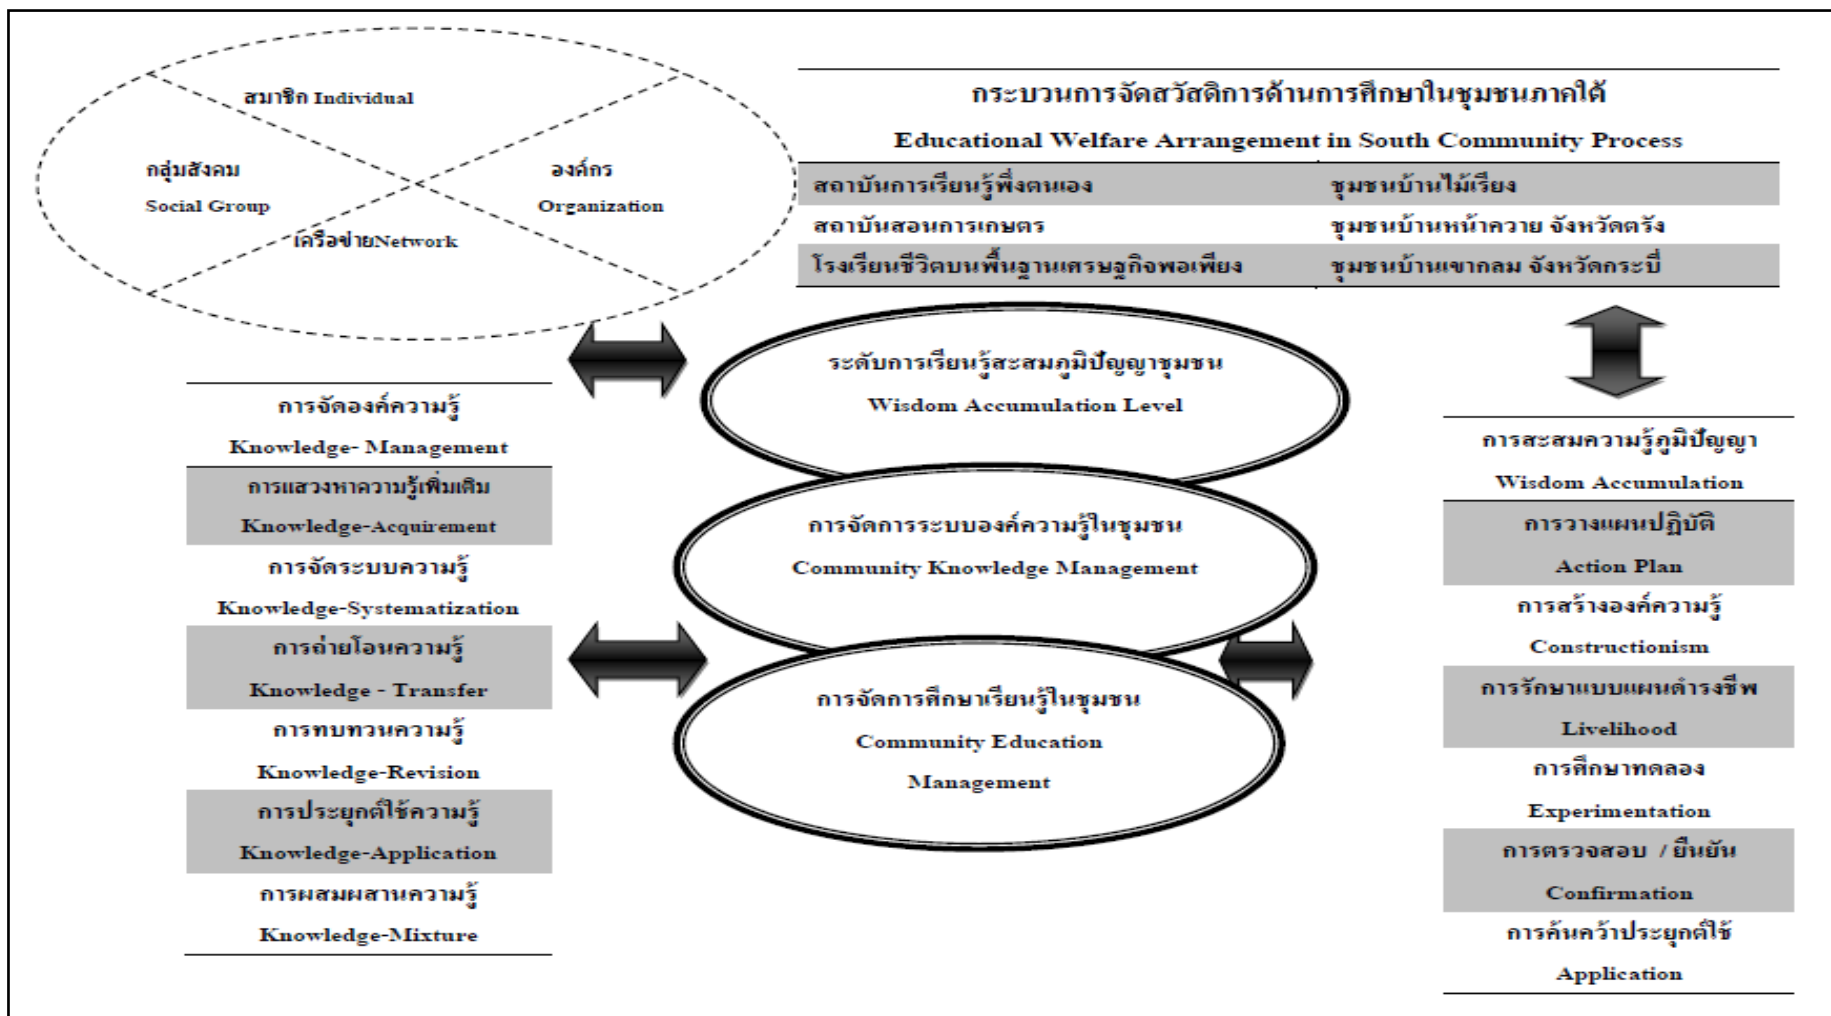 สมาชิก Individual
กลุ่มสังคม
Social Group
องค์กร
Organization
เครือข่ายNetwork
กระบวนการจัดสวัสดิการด้านการศึกษาในชุมชนภาคใต้
Educational Welfare Arrangement in South Community Process
สถาบันการเรียนรู้พึ่งตนเอง ชุมชนบ้านไม้เรียง
สถาบันสอนการเกษตร ชุมชนบ้านหน้าควาย จังหวัดตรัง
โรงเรียนชีวิตบนพื้นฐานเศรษฐกิจพอเพียง ชุมชนบ้านเขากลม จังหวัดกระบี่
ระดับการเรียนรู้สะสมภูมิปัญญาชุมชน
Wisdom Accumulation Level
การจัดการระบบองค์ความรู้ในชุมชน
Community Knowledge Management
การจัดการศึกษาเรียนรู้ในชุมชน
Community Education
Management
การจัดองค์ความรู้
Knowledge- Management
การแสวงหาความรู้เพิ่มเติม
Knowledge-Acquirement
การจัดระบบความรู้
Knowledge-Systematization
การถ่ายโอนความรู้
Knowledge - Transfer
การทบทวนความรู้
Knowledge-Revision
การประยุกต์ใช้ความรู้
Knowledge-Application
การผสมผสานความรู้
Knowledge-Mixture
การสะสมความรู้ภูมิปัญญา
Wisdom Accumulation
การวางแผนปฏิบัติ
Action Plan
การสร้างองค์ความรู้
Constructionism
การรักษาแบบแผนดำรงชีพ
Livelihood
การศึกษาทดลอง
Experimentation
การตรวจสอบ / ยืนยัน
Confirmation
การค้นคว้าประยุกต์ใช้
Application